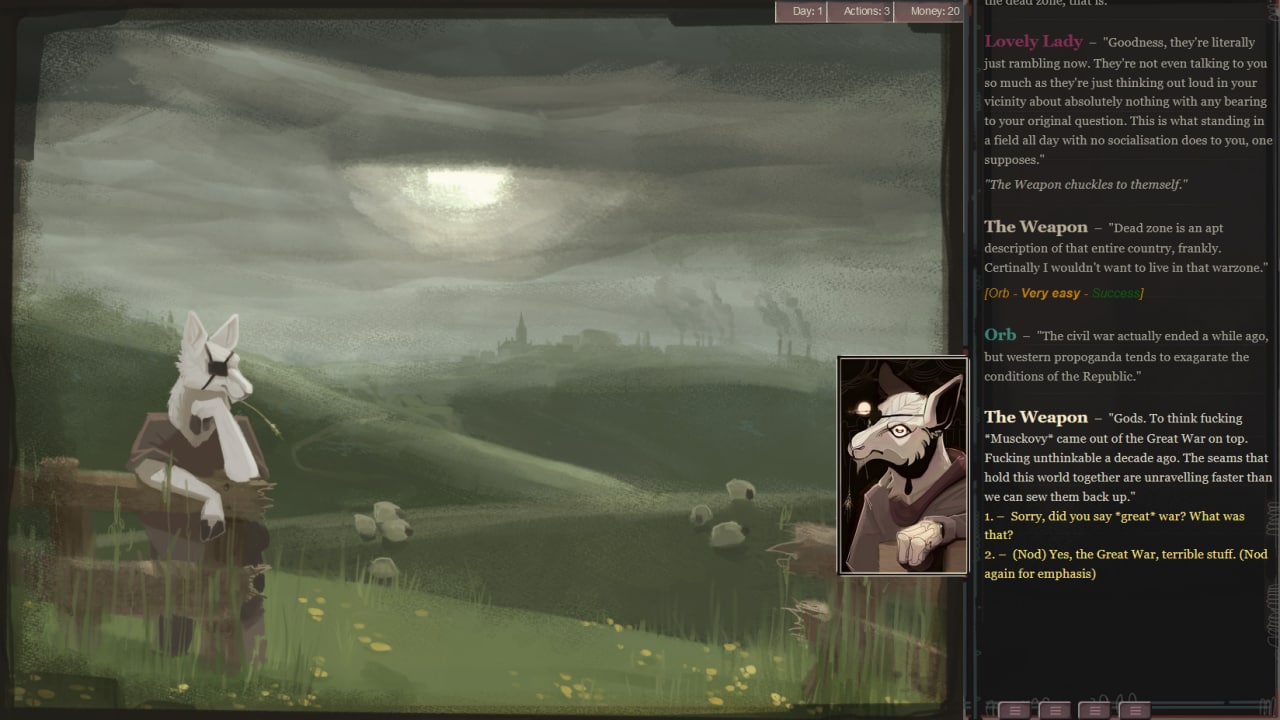 Day: 1 Actions: 3 Money: 20
the dead zone, that is.
Lovely Lady – "Goodness, they're literally
just rambling now. They're not even talking to you
so much as they're just thinking out loud in your
vicinity about absolutely nothing with any bearing
to your original question. This is what standing in
a field all day with no socialisation does to you, one
supposes."
"The Weapon chuckles to themself."
The Weapon – "Dead zone is an apt
description of that entire country, frankly.
Certinally I wouldn't want to live in that warzone."
[Orb - Very easy - Success]
Orb – "The civil war actually ended a while ago,
but western propoganda tends to exagarate the
conditions of the Republic."
The Weapon – "Gods. To think fucking
*Musckovy* came out of the Great War on top.
Fucking unthinkable a decade ago. The seams that
hold this world together are unravelling faster than
we can sew them back up."
1. – Sorry, did you say *great* war? What was
that?
2. – (Nod) Yes, the Great War, terrible stuff. (Nod
again for emphasis)